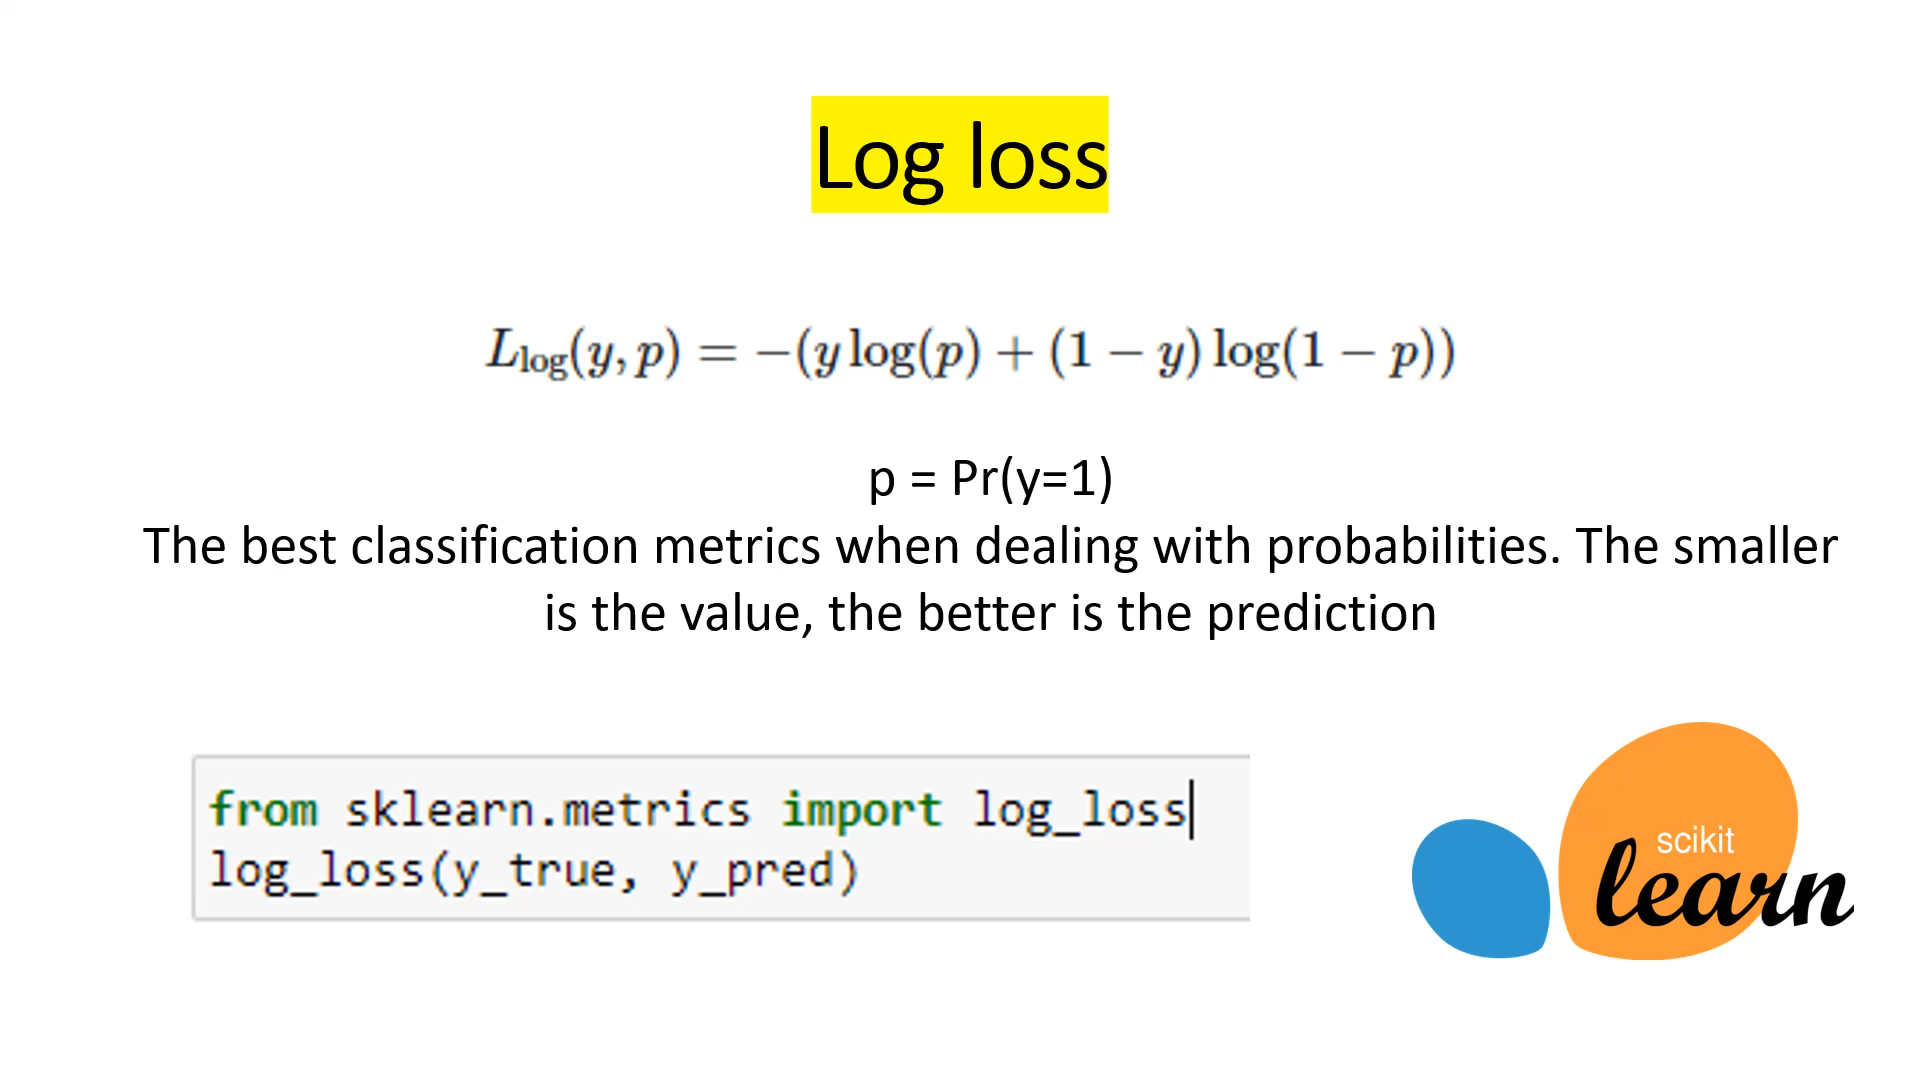 Log loss
L_log(y, p) = −(y log(p) + (1 − y) log(1 − p))
p = Pr(y=1)
The best classification metrics when dealing with probabilities. The smaller
is the value, the better is the prediction
from sklearn.metrics import log_loss
log_loss(y_true, y_pred)
scikit
learn